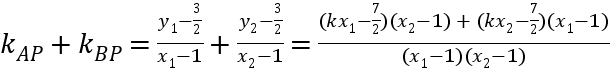 $k_{AP} + k_{BP} = \frac{y_1 - \frac{3}{2}}{x_1 - 1} + \frac{y_2 - \frac{3}{2}}{x_2 - 1} = \frac{(kx_1 - \frac{7}{2})(x_2 - 1) + (kx_2 - \frac{7}{2})(x_1 - 1)}{(x_1 - 1)(x_2 - 1)}$